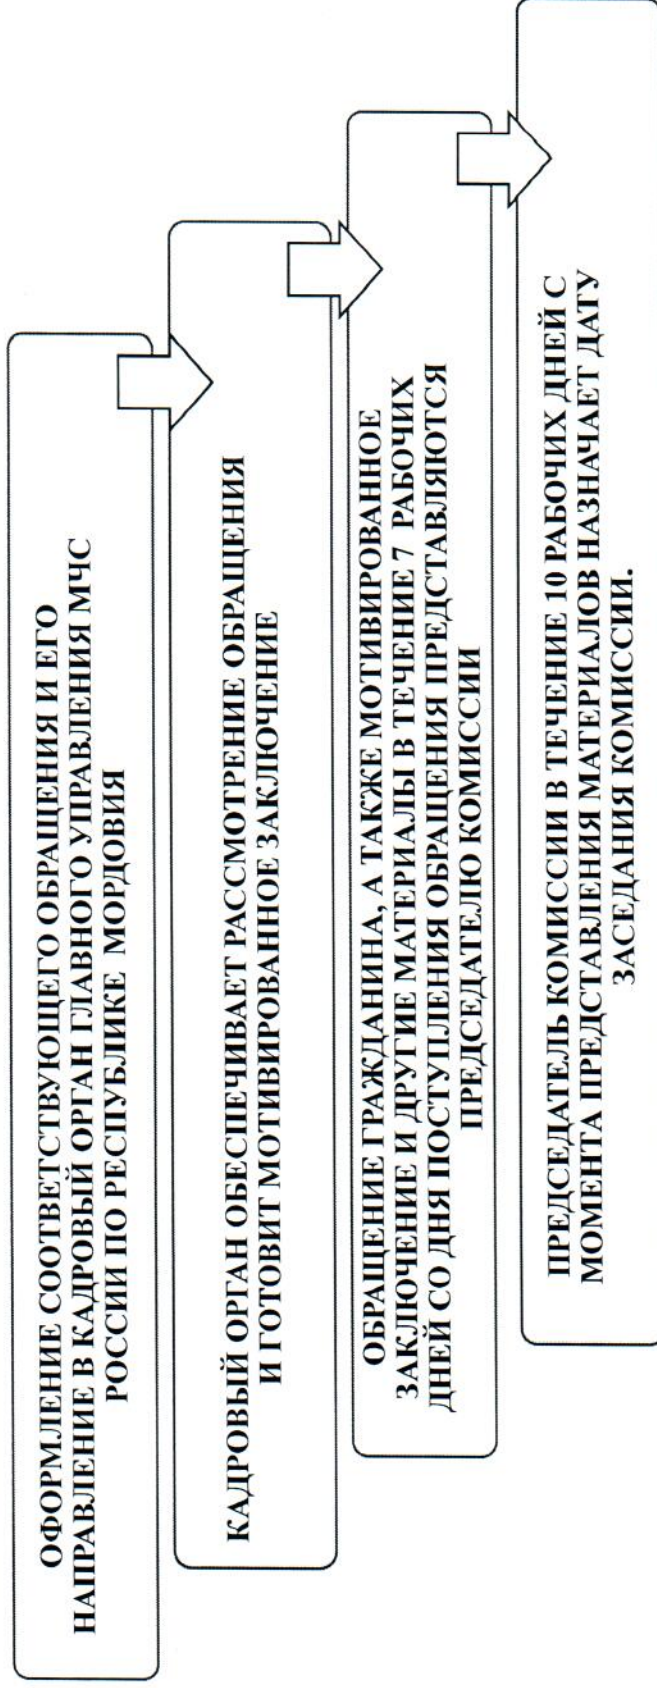 ОФОРМЛЕНИЕ СООТВЕТСТВУЮЩЕГО ОБРАЩЕНИЯ И ЕГО
НАПРАВЛЕНИЕ В КАДРОВЫЙ ОРГАН ГЛАВНОГО УПРАВЛЕНИЯ МЧС
РОССИИ ПО РЕСПУБЛИКЕ МОРДОВИЯ
КАДРОВЫЙ ОРГАН ОБЕСПЕЧИВАЕТ РАССМОТРЕНИЕ ОБРАЩЕНИЯ
И ГОТОВИТ МОТИВИРОВАННОЕ ЗАКЛЮЧЕНИЕ
ОБРАЩЕНИЕ ГРАЖДАНИНА, А ТАКЖЕ МОТИВИРОВАННОЕ
ЗАКЛЮЧЕНИЕ И ДРУГИЕ МАТЕРИАЛЫ В ТЕЧЕНИЕ 7 РАБОЧИХ
ДНЕЙ СО ДНЯ ПОСТУПЛЕНИЯ ОБРАЩЕНИЯ ПРЕДСТАВЛЯЮТСЯ
ПРЕДСЕДАТЕЛЮ КОМИССИИ
ПРЕДСЕДАТЕЛЬ КОМИССИИ В ТЕЧЕНИЕ 10 РАБОЧИХ ДНЕЙ С
МОМЕНТА ПРЕДСТАВЛЕНИЯ МАТЕРИАЛОВ НАЗНАЧАЕТ ДАТУ
ЗАСЕДАНИЯ КОМИССИИ.